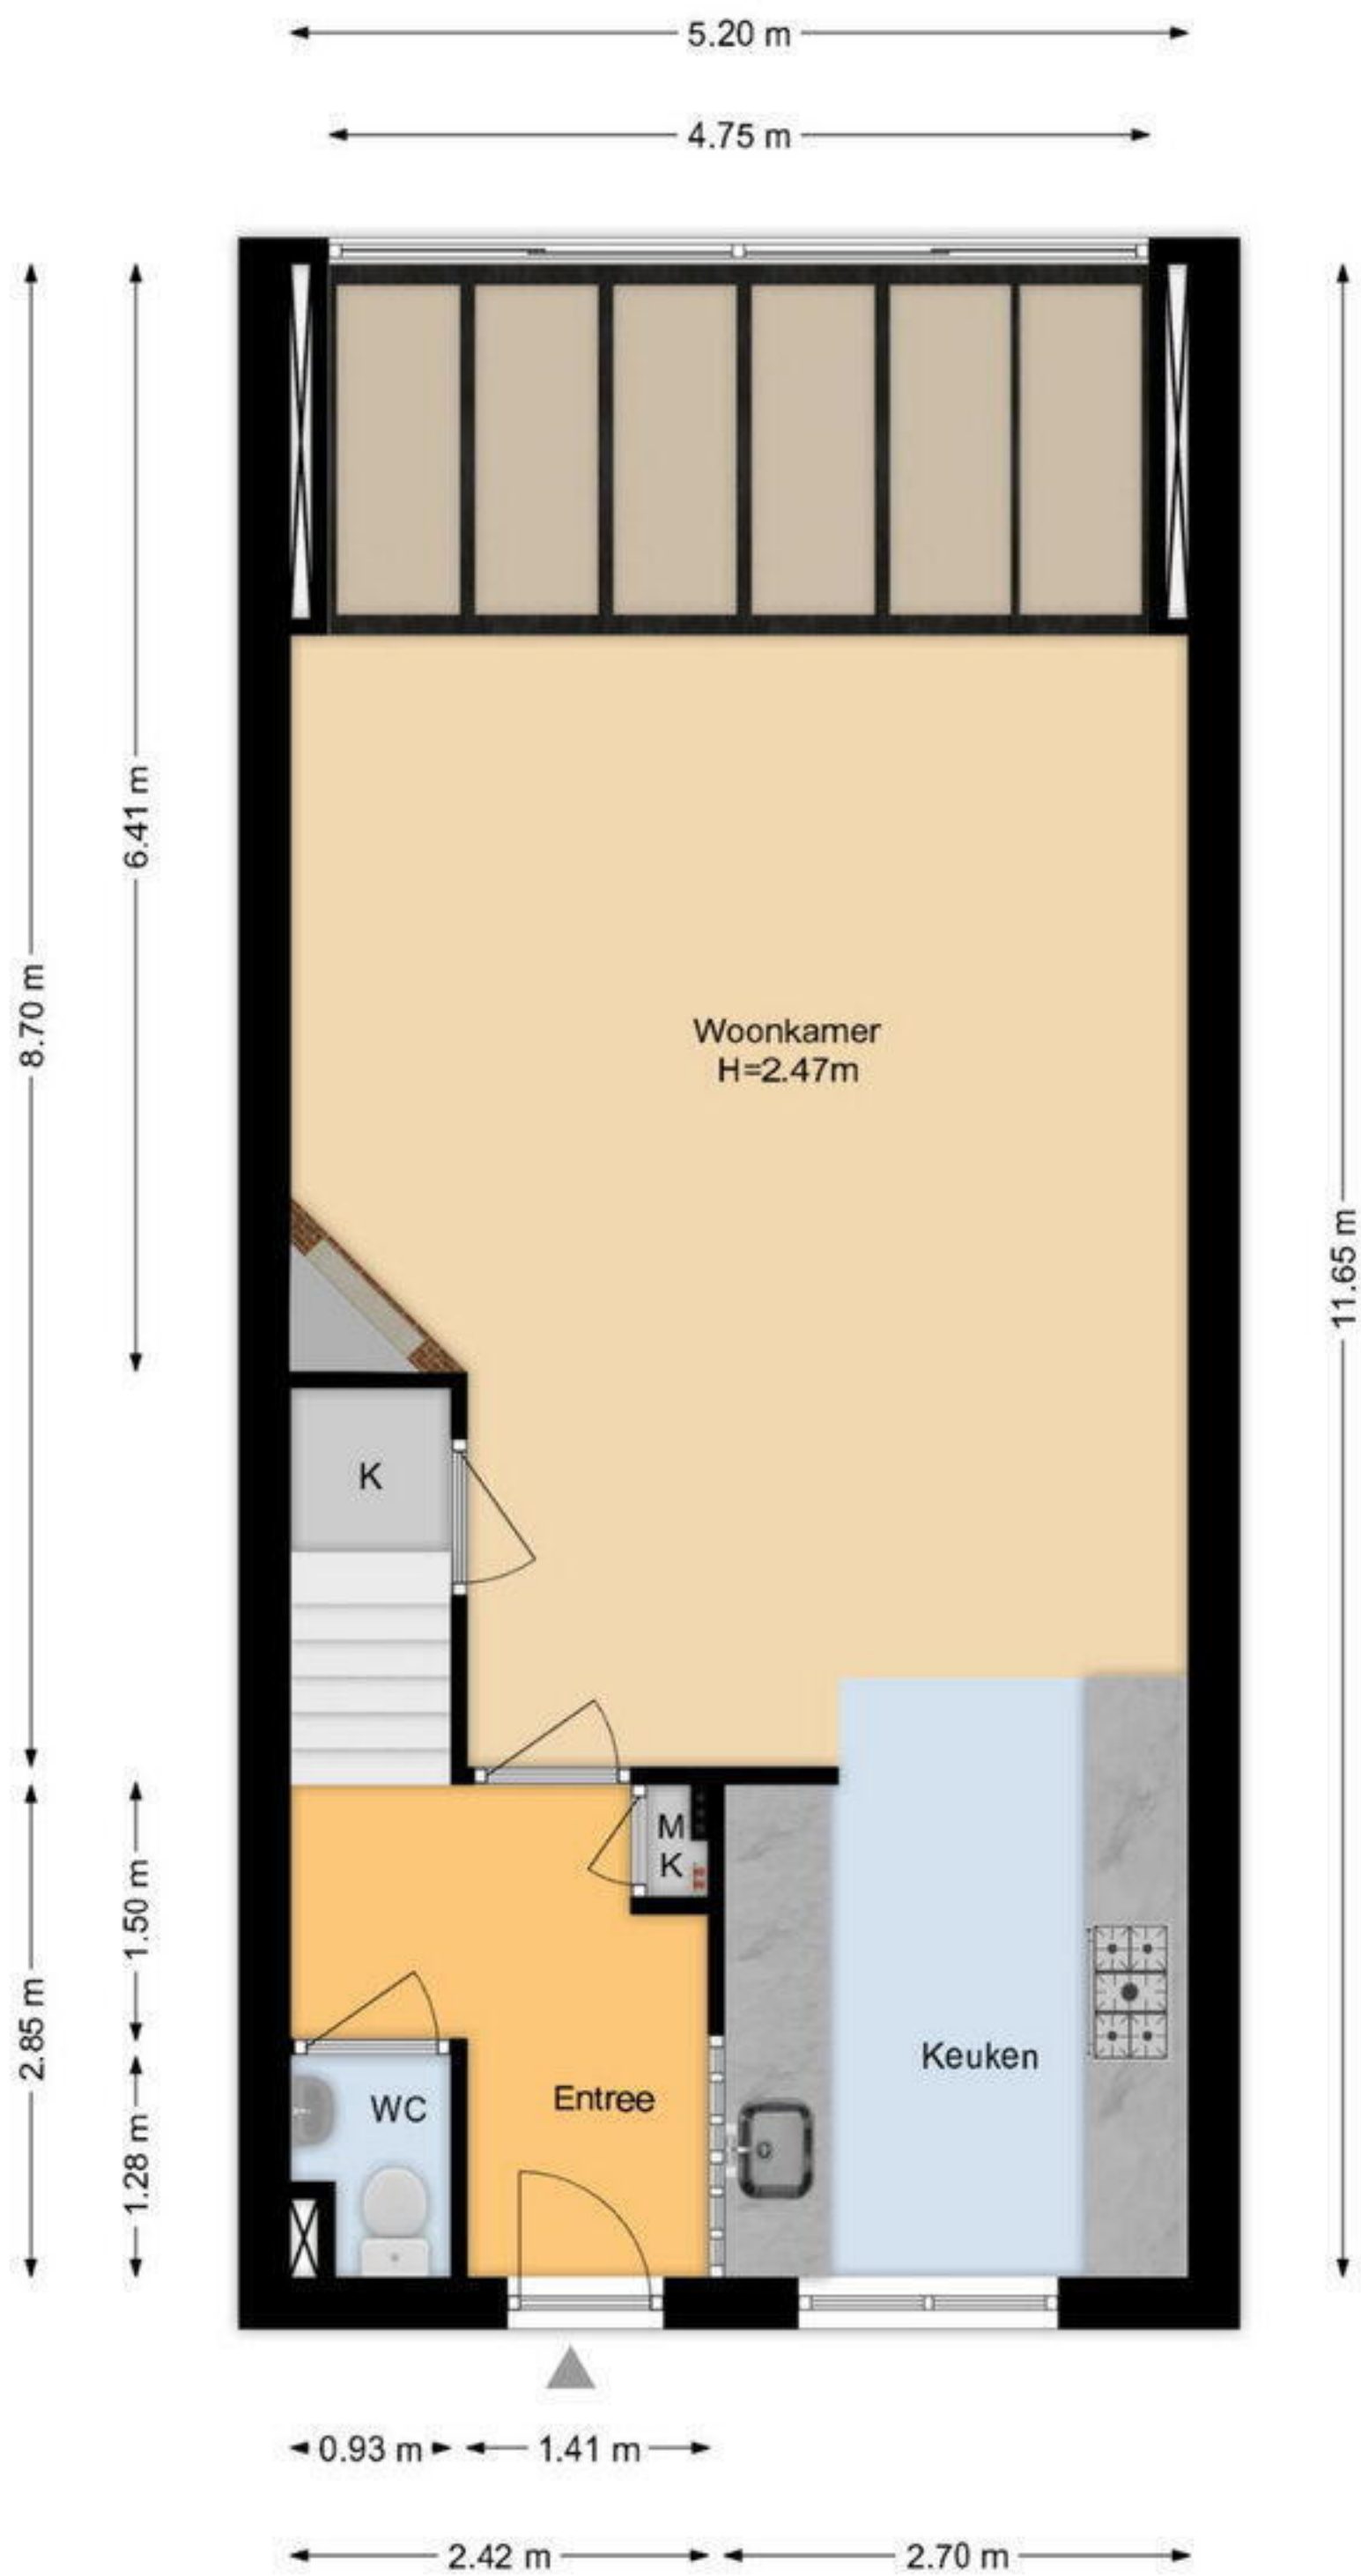 5.20 m
4.75 m
6.41 m
8.70 m
Woonkamer
H=2.47m
11.65 m
K
M
K
1.50 m
2.85 m
Keuken
WC
Entree
1.28 m
0.93 m
1.41 m
2.42 m
2.70 m